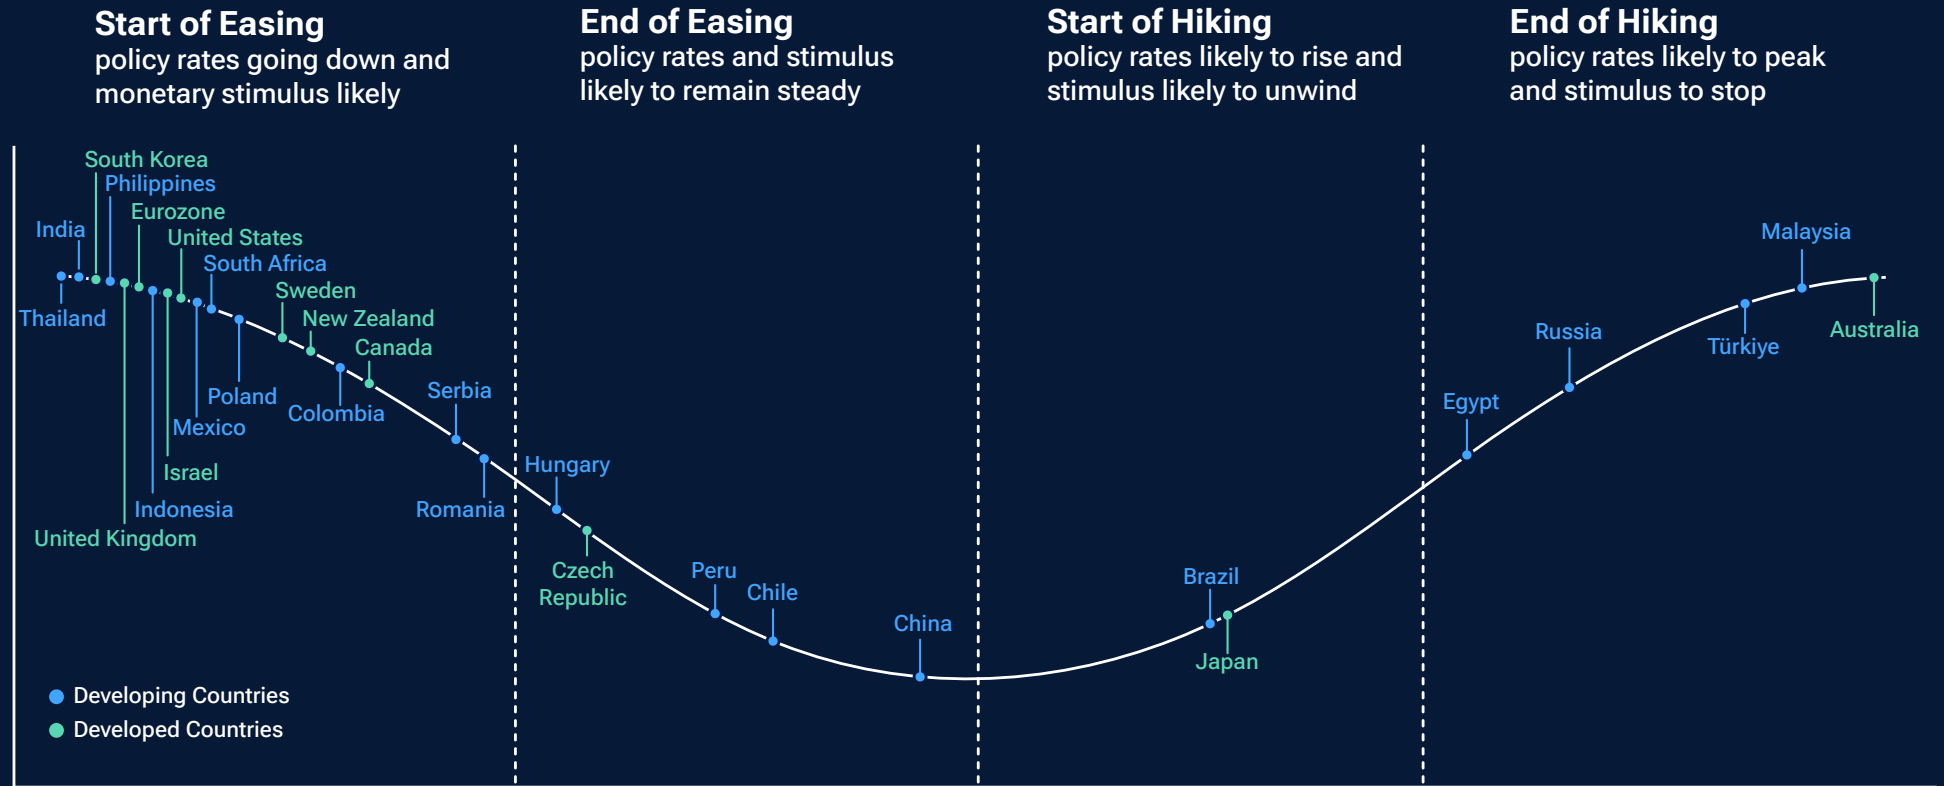 Start of Easing
policy rates going down and
monetary stimulus likely
End of Easing
policy rates and stimulus
likely to remain steady
Start of Hiking
policy rates likely to rise and
stimulus likely to unwind
End of Hiking
policy rates likely to peak
and stimulus to stop
South Korea
Philippines
Eurozone
India
United States
South Africa
Sweden
Thailand
New Zealand
Canada
Poland
Colombia
Mexico
Israel
Indonesia
United Kingdom
Serbia
Romania
Hungary
Czech
Republic
Peru
Chile
China
Brazil
Japan
Egypt
Russia
Türkiye
Malaysia
Australia
Developing Countries
Developed Countries